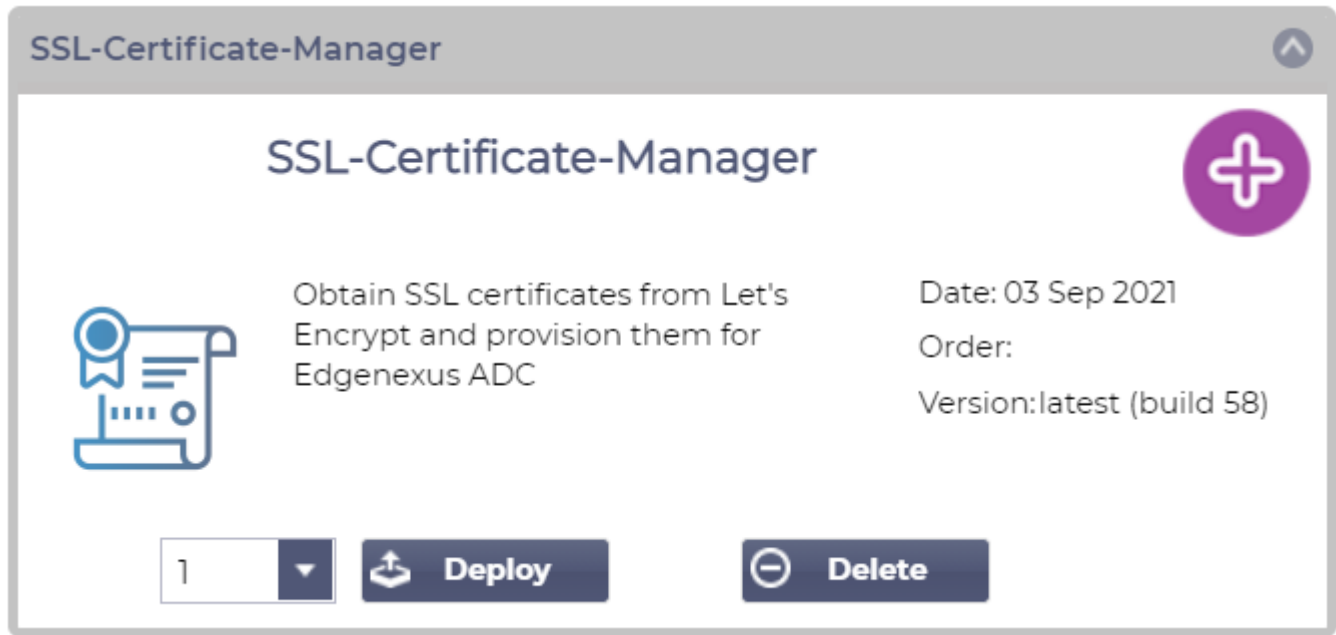 SSL-Certificate-Manager
SSL-Certificate-Manager
Obtain SSL certificates from Let's
Encrypt and provision them for
Edgenexus ADC
Date: 03 Sep 2021
Order:
Version:latest (build 58)
1
Deploy
Delete